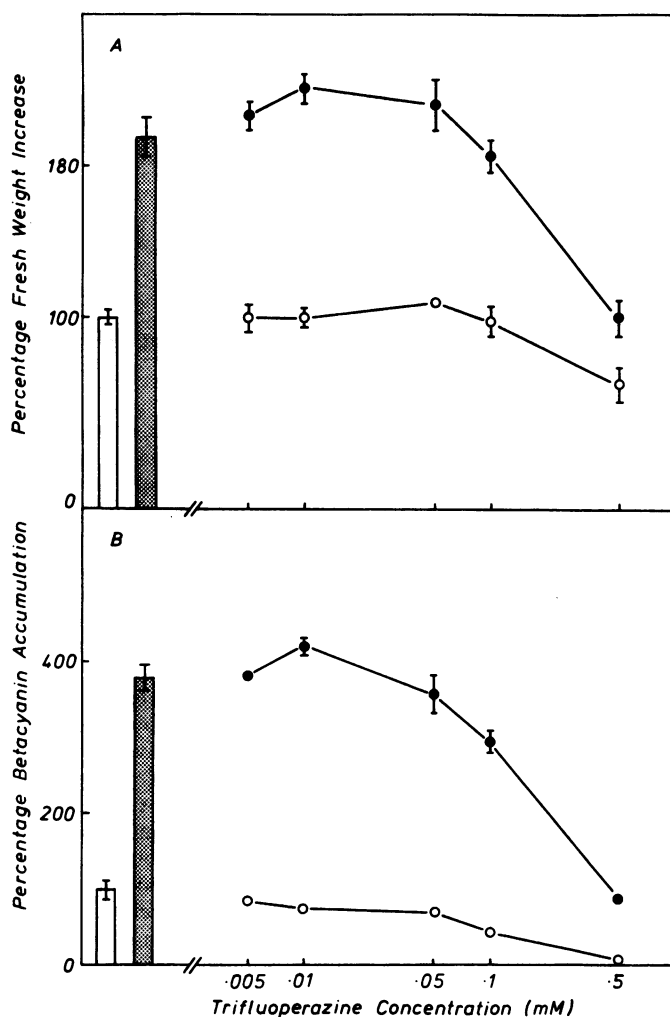 A
Percentage Fresh Weight Increase
180
100
0
B
Percentage Betacyanin Accumulation
400
200
0
·005 ·01 ·05 ·1 ·5
Trifluoperazine Concentration (mM)